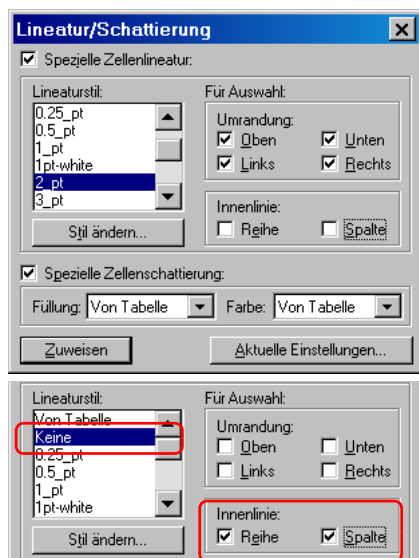 Lineatur/Schattierung
Spezielle Zellenlineatur:
Lineaturstil: Für Auswahl:
0.25_pt
0.5_pt
1_pt
1pt-white
2_pt
3_pt
Umrandung:
Oben Unten
Links Rechts
Innenlinie:
Reihe Spalte
Stil ändern...
Spezielle Zellenschattierung:
Füllung: Von Tabelle Farbe: Von Tabelle
Zuweisen Aktuelle Einstellungen...
Lineaturstil: Für Auswahl:
Von Tabelle
Keine
0.25_pt
0.5_pt
1_pt
1pt-white
Umrandung:
Oben Unten
Links Rechts
Innenlinie:
Reihe Spalte
Stil ändern...